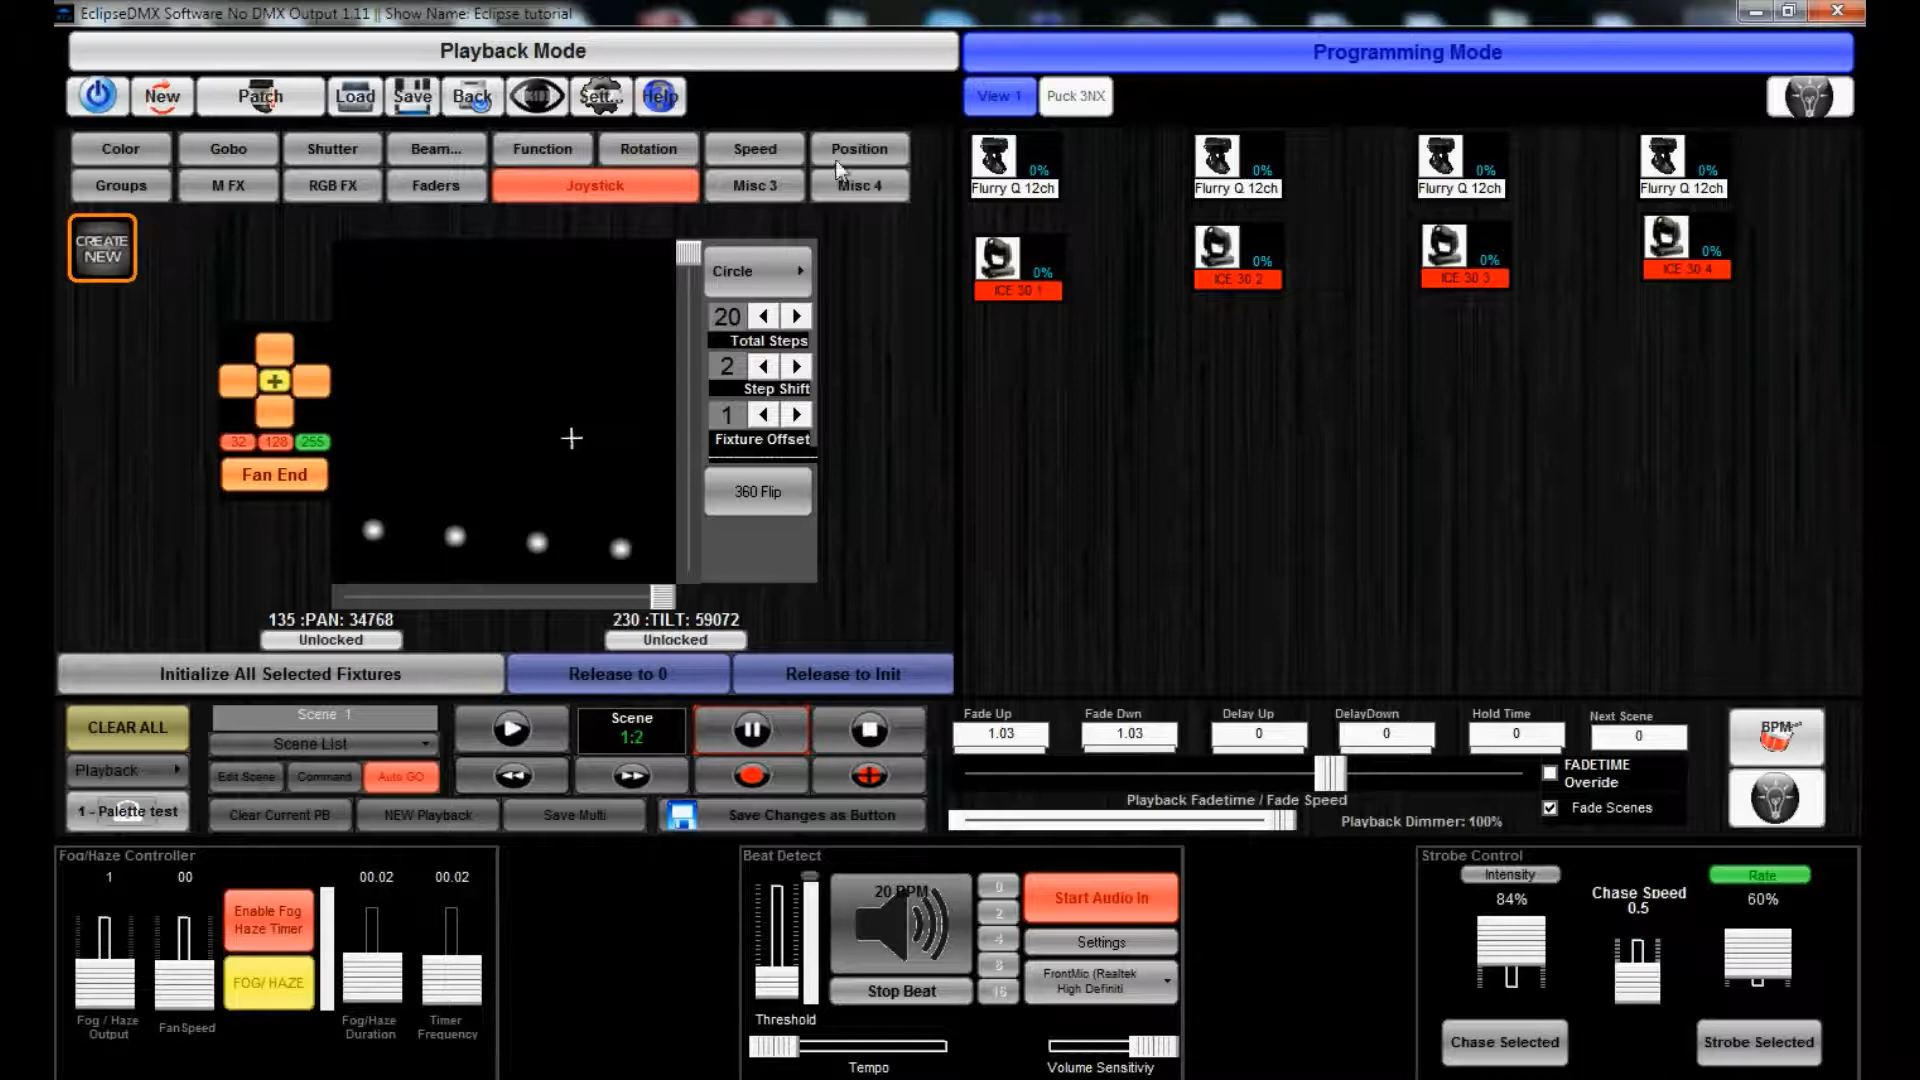 EclipseDMX Software No DMX Output 1.11 || Show Name: Eclipse tutorial
Playback Mode
Programming Mode
New
Patch
Load
Save
Back
3D
Sett...
Help
View 1
Puck 3NX
Color
Gobo
Shutter
Beam...
Function
Rotation
Speed
Position
Groups
M FX
RGB FX
Faders
Joystick
Misc 3
Misc 4
CREATE
NEW
0%
Flurry Q 12ch
0%
Flurry Q 12ch
0%
Flurry Q 12ch
0%
Flurry Q 12ch
0%
ICE 30 1
0%
ICE 30 2
0%
ICE 30 3
0%
ICE 30 4
Circle
20
Total Steps
2
Step Shift
1
Fixture Offset
360 Flip
32
128
255
Fan End
135 :PAN: 34768
Unlocked
230 :TILT: 59072
Unlocked
Initialize All Selected Fixtures
Release to 0
Release to Init
CLEAR ALL
Scene 1
Scene List
Scene
1:2
Playback
Edit Scene
Command
Auto GO
1 - Palette test
Clear Current PB
NEW Playback
Save Multi
Save Changes as Button
Fade Up
1.03
Fade Dwn
1.03
Delay Up
0
DelayDown
0
Hold Time
0
Next Scene
0
BPM
Playback Fadetime / Fade Speed
Playback Dimmer: 100%
FADETIME
Overide
Fade Scenes
Fog/Haze Controller
1
00
Enable Fog
Haze Timer
FOG/ HAZE
00.02
00.02
Fog / Haze
Output
FanSpeed
Fog/Haze
Duration
Timer
Frequency
Beat Detect
20 BPM
0
2
4
8
16
Start Audio In
Settings
FrontMic (Realtek
High Definiti
Stop Beat
Threshold
Tempo
Volume Sensitiviy
Strobe Control
Intensity
84%
Chase Speed
0.5
Rate
60%
Chase Selected
Strobe Selected